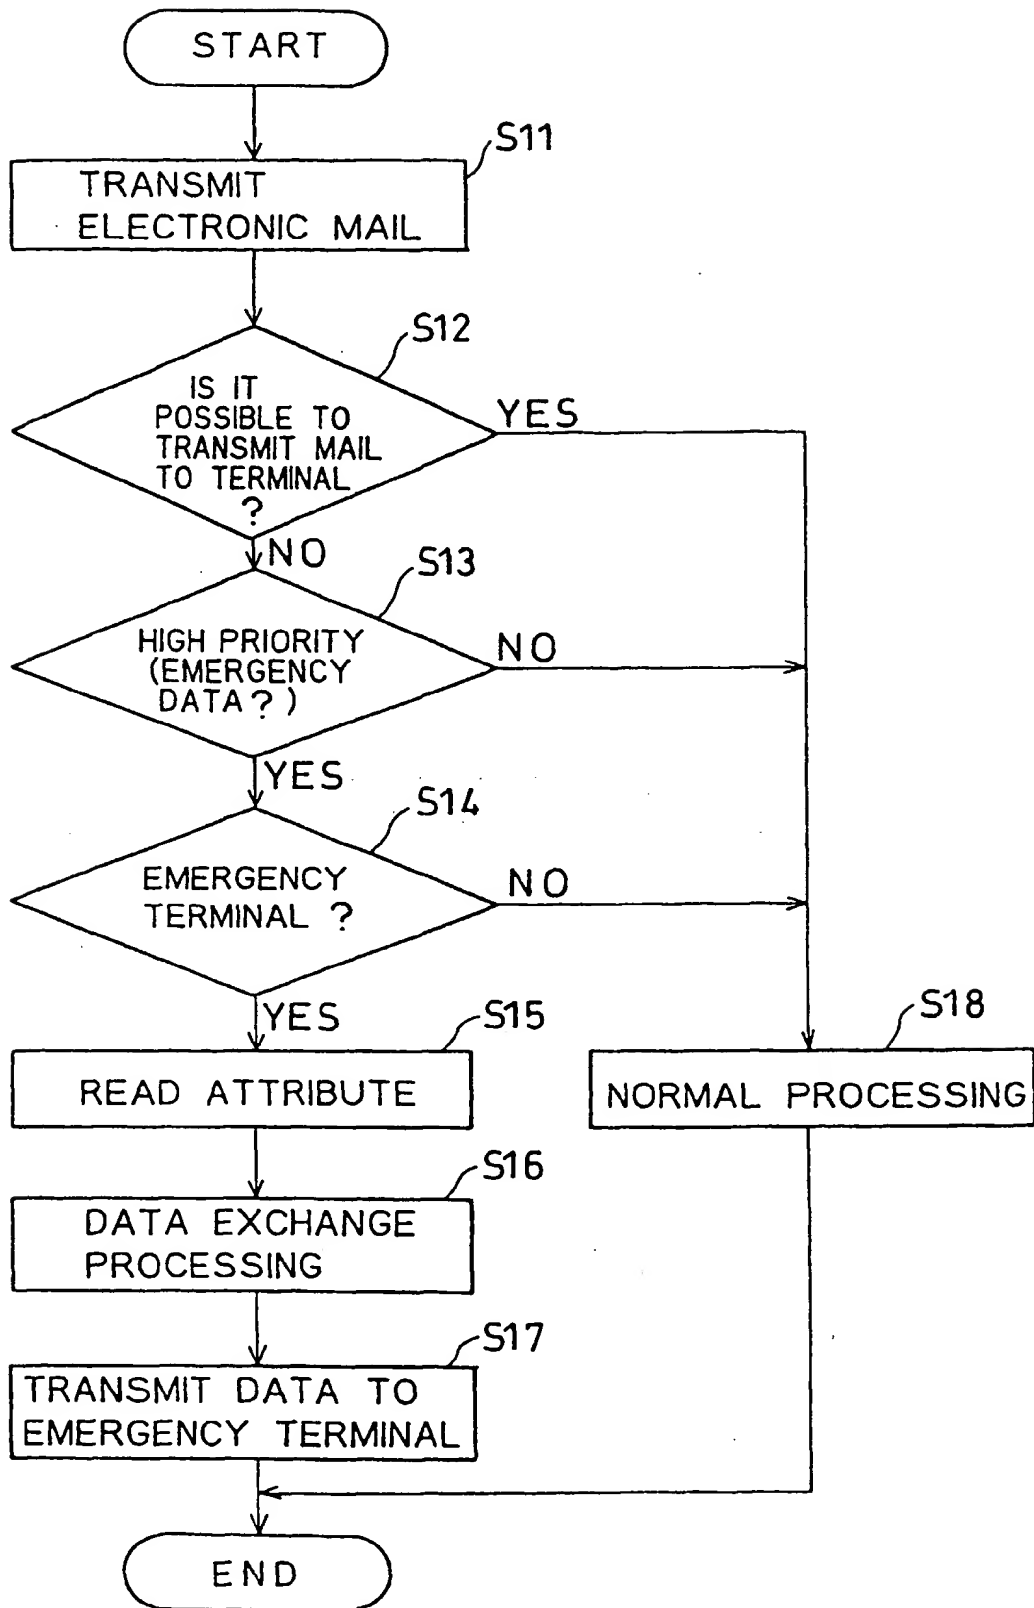 START
S11
TRANSMIT
ELECTRONIC MAIL
S12
IS IT
POSSIBLE TO
TRANSMIT MAIL
TO TERMINAL
?
YES
NO
S13
HIGH PRIORITY
(EMERGENCY
DATA?)
NO
YES
S14
EMERGENCY
TERMINAL ?
NO
YES
S15
READ ATTRIBUTE
S18
NORMAL PROCESSING
S16
DATA EXCHANGE
PROCESSING
S17
TRANSMIT DATA TO
EMERGENCY TERMINAL
END